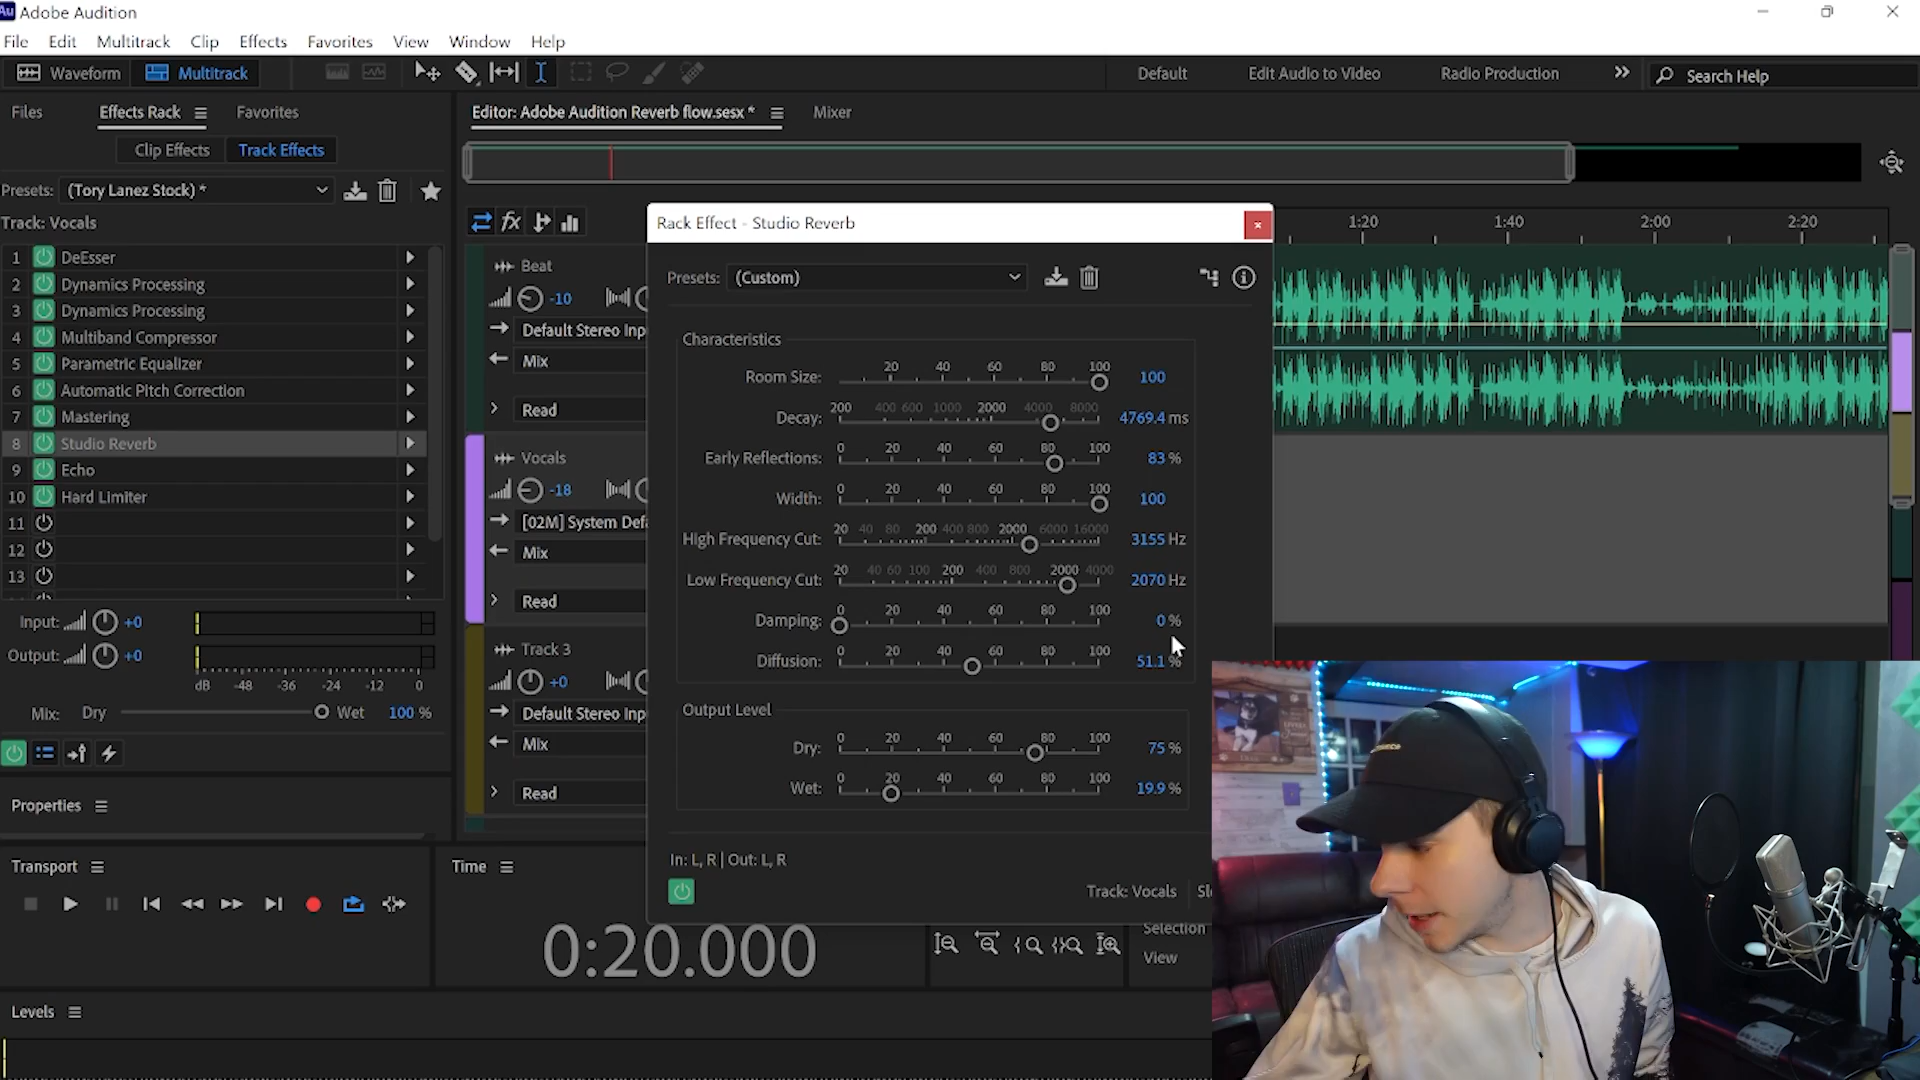 Au Adobe Audition
File Edit Multitrack Clip Effects Favorites View Window Help
Waveform Multitrack Default Edit Audio to Video Radio Production Search Help
Files Effects Rack Favorites Editor: Adobe Audition Reverb flow.sesx * Mixer
Clip Effects Track Effects
Presets: (Tory Lanez Stock) *
Track: Vocals
1 DeEsser
2 Dynamics Processing
3 Dynamics Processing
4 Multiband Compressor
5 Parametric Equalizer
6 Automatic Pitch Correction
7 Mastering
8 Studio Reverb
9 Echo
10 Hard Limiter
11
12
13
Input: +0
Output: +0
dB -48 -36 -24 -12 0
Mix: Dry Wet 100 %
Properties
Transport
Levels
fx
Beat
-10
Default Stereo Inp
Mix
Read
Vocals
-18
[02M] System Defa
Mix
Read
Track 3
+0
Default Stereo Inp
Mix
Read
1:20 1:40 2:00 2:20
Rack Effect - Studio Reverb
Presets: (Custom)
Characteristics
20 40 60 80 100
Room Size: 100
200 400 600 1000 2000 4000 8000
Decay: 4769.4 ms
0 20 40 60 80 100
Early Reflections: 83 %
0 20 40 60 80 100
Width: 100
20 40 80 200 400 800 2000 6000 16000
High Frequency Cut: 3155 Hz
20 40 60 100 200 400 800 2000 4000
Low Frequency Cut: 2070 Hz
0 20 40 60 80 100
Damping: 0 %
0 20 40 60 80 100
Diffusion: 51.1 %
Output Level
0 20 40 60 80 100
Dry: 75 %
0 20 40 60 80 100
Wet: 19.9 %
In: L, R | Out: L, R
Track: Vocals
Time
0:20.000
Selection
View